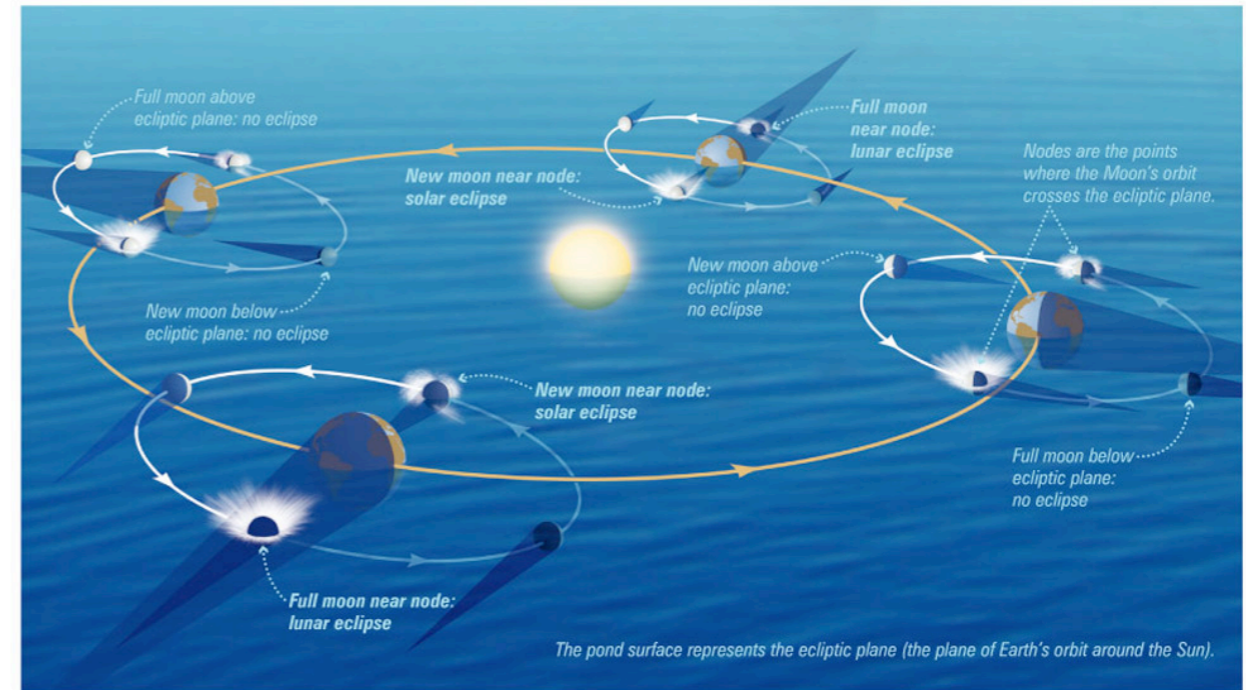 Full moon above
ecliptic plane: no eclipse
New moon near node:
solar eclipse
Full moon
near node:
lunar eclipse
Nodes are the points
where the Moon's orbit
crosses the ecliptic plane.
New moon above
ecliptic plane:
no eclipse
New moon below
ecliptic plane: no eclipse
New moon near node:
solar eclipse
Full moon below
ecliptic plane:
no eclipse
Full moon near node:
lunar eclipse
The pond surface represents the ecliptic plane (the plane of Earth's orbit around the Sun).